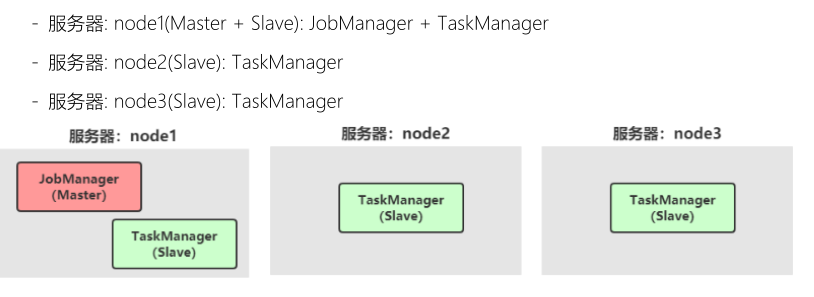 - 服务器: node1(Master + Slave): JobManager + TaskManager
- 服务器: node2(Slave): TaskManager
- 服务器: node3(Slave): TaskManager
服务器：node1
JobManager
(Master)
TaskManager
(Slave)
服务器：node2
TaskManager
(Slave)
服务器：node3
TaskManager
(Slave)